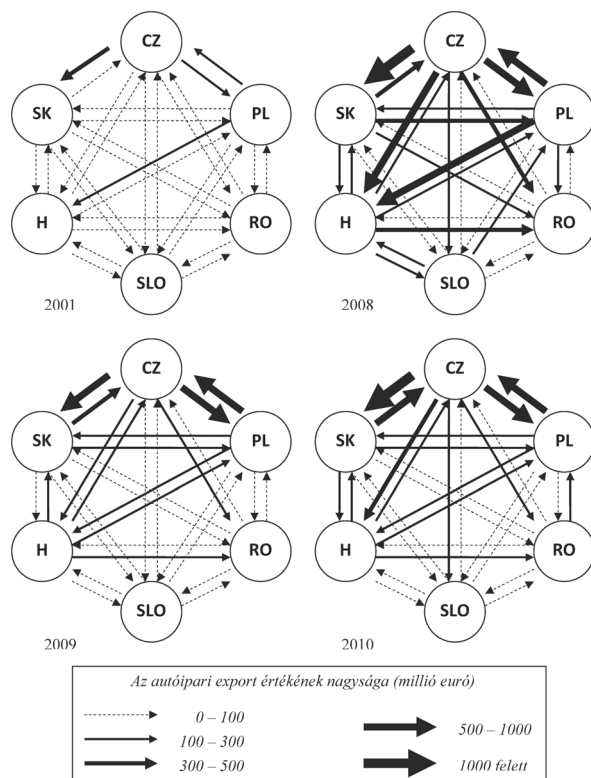 CZ
CZ
SK
PL
SK
PL
H
RO
H
RO
SLO
SLO
2001
2008
CZ
CZ
SK
PL
SK
PL
H
RO
H
RO
SLO
SLO
2009
2010
Az autóipari export értékének nagysága (millió euró)
0 – 100
100 – 300
300 – 500
500 – 1000
1000 felett